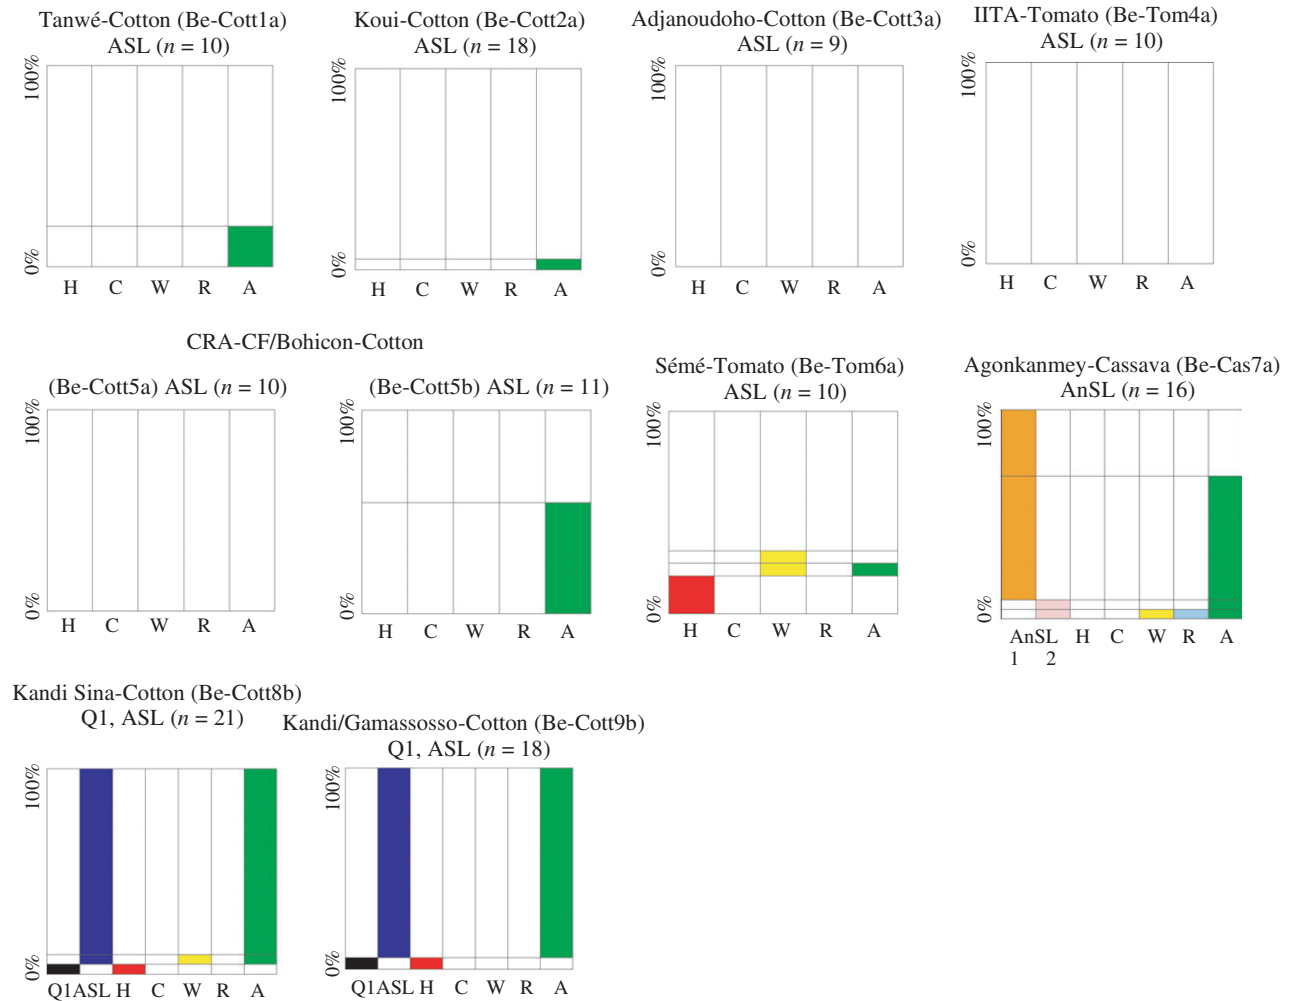 Tanwé-Cotton (Be-Cott1a)
ASL (n = 10)
100%
0%
H C W R A
Koui-Cotton (Be-Cott2a)
ASL (n = 18)
100%
0%
H C W R A
Adjanoudoho-Cotton (Be-Cott3a)
ASL (n = 9)
100%
0%
H C W R A
IITA-Tomato (Be-Tom4a)
ASL (n = 10)
100%
0%
H C W R A
CRA-CF/Bohicon-Cotton
(Be-Cott5a) ASL (n = 10)
100%
0%
H C W R A
(Be-Cott5b) ASL (n = 11)
100%
0%
H C W R A
Sémé-Tomato (Be-Tom6a)
ASL (n = 10)
100%
0%
H C W R A
Agonkanmey-Cassava (Be-Cas7a)
AnSL (n = 16)
100%
0%
AnSL H C W R A
1 2
Kandi Sina-Cotton (Be-Cott8b)
Q1, ASL (n = 21)
100%
0%
Q1ASL H C W R A
Kandi/Gamassosso-Cotton (Be-Cott9b)
Q1, ASL (n = 18)
100%
0%
Q1ASL H C W R A